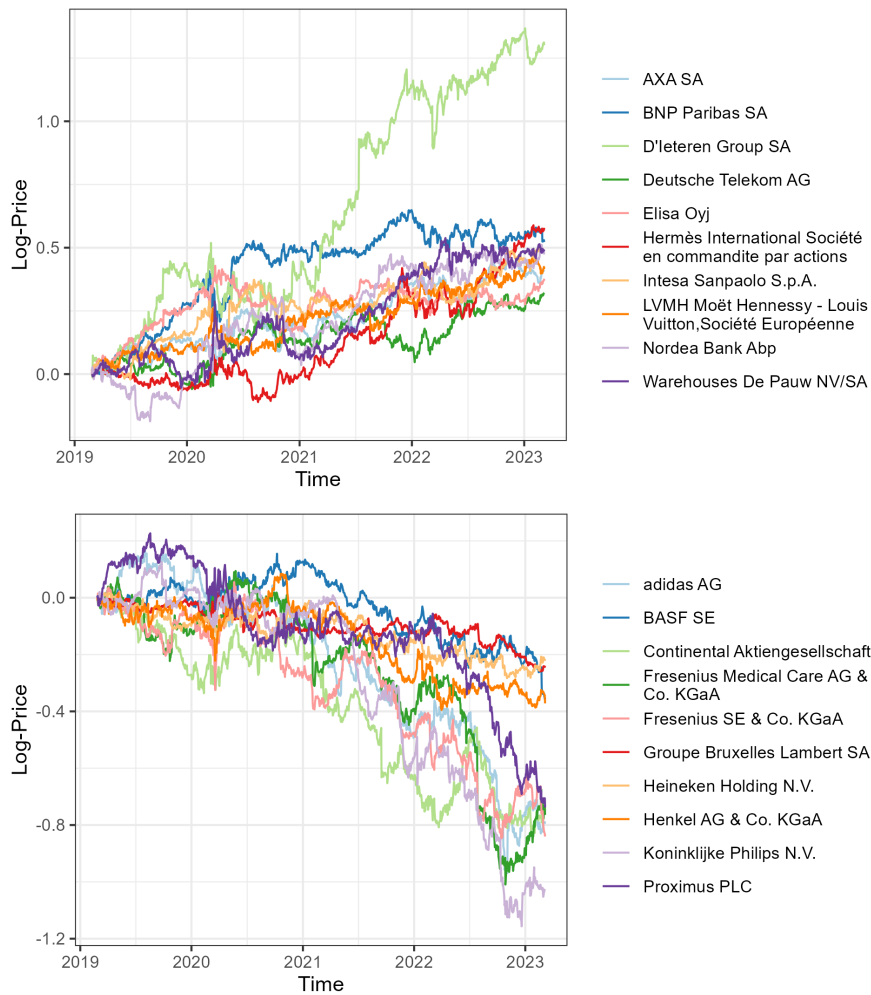 Log-Price
1.0
0.5
0.0
2019
2020
2021
2022
2023
Time
AXA SA
BNP Paribas SA
D'Ieteren Group SA
Deutsche Telekom AG
Elisa Oyj
Hermès International Société
en commandite par actions
Intesa Sanpaolo S.p.A.
LVMH Moët Hennessy - Louis
Vuitton,Société Européenne
Nordea Bank Abp
Warehouses De Pauw NV/SA
Log-Price
0.0
-0.4
-0.8
-1.2
2019
2020
2021
2022
2023
Time
adidas AG
BASF SE
Continental Aktiengesellschaft
Fresenius Medical Care AG &
Co. KGaA
Fresenius SE & Co. KGaA
Groupe Bruxelles Lambert SA
Heineken Holding N.V.
Henkel AG & Co. KGaA
Koninklijke Philips N.V.
Proximus PLC